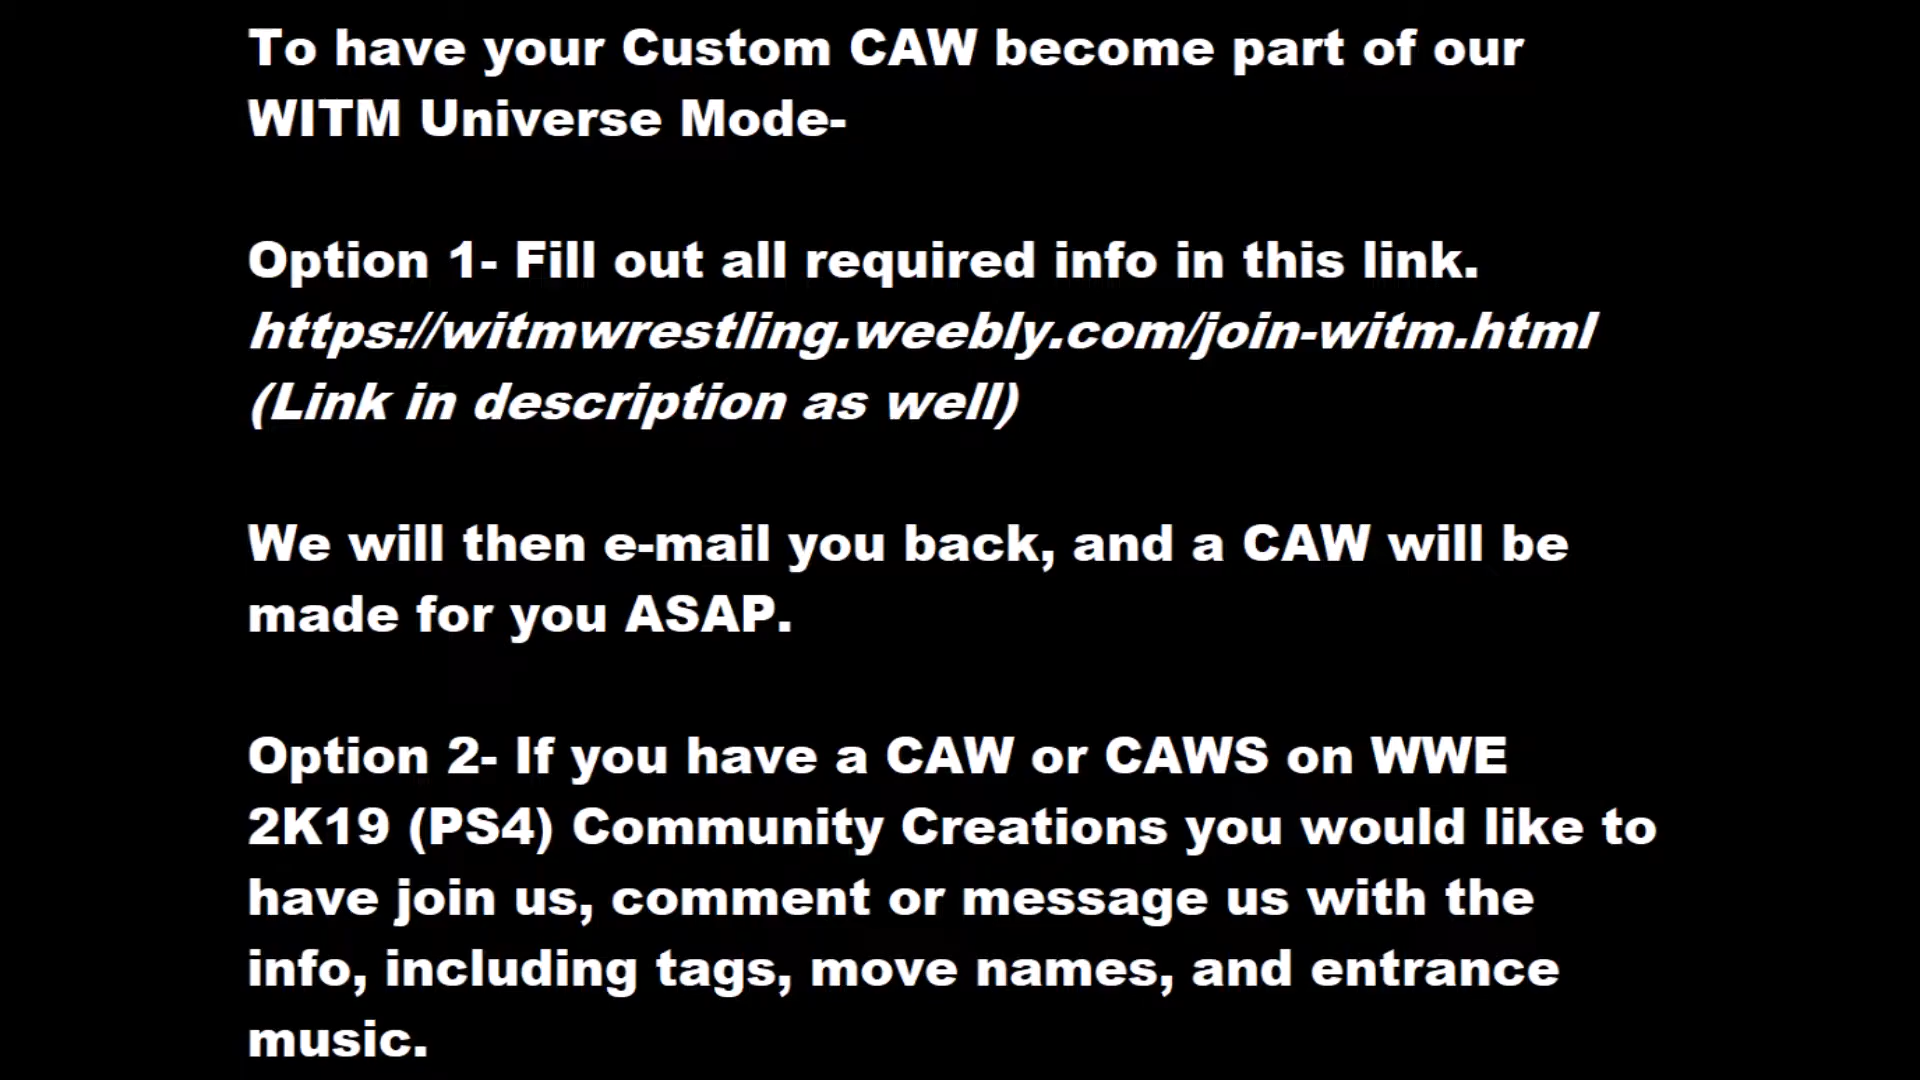 To have your Custom CAW become part of our
WITM Universe Mode-
Option 1- Fill out all required info in this link.
https://witmwrestling.weebly.com/join-witm.html
(Link in description as well)
We will then e-mail you back, and a CAW will be
made for you ASAP.
Option 2- If you have a CAW or CAWS on WWE
2K19 (PS4) Community Creations you would like to
have join us, comment or message us with the
info, including tags, move names, and entrance
music.